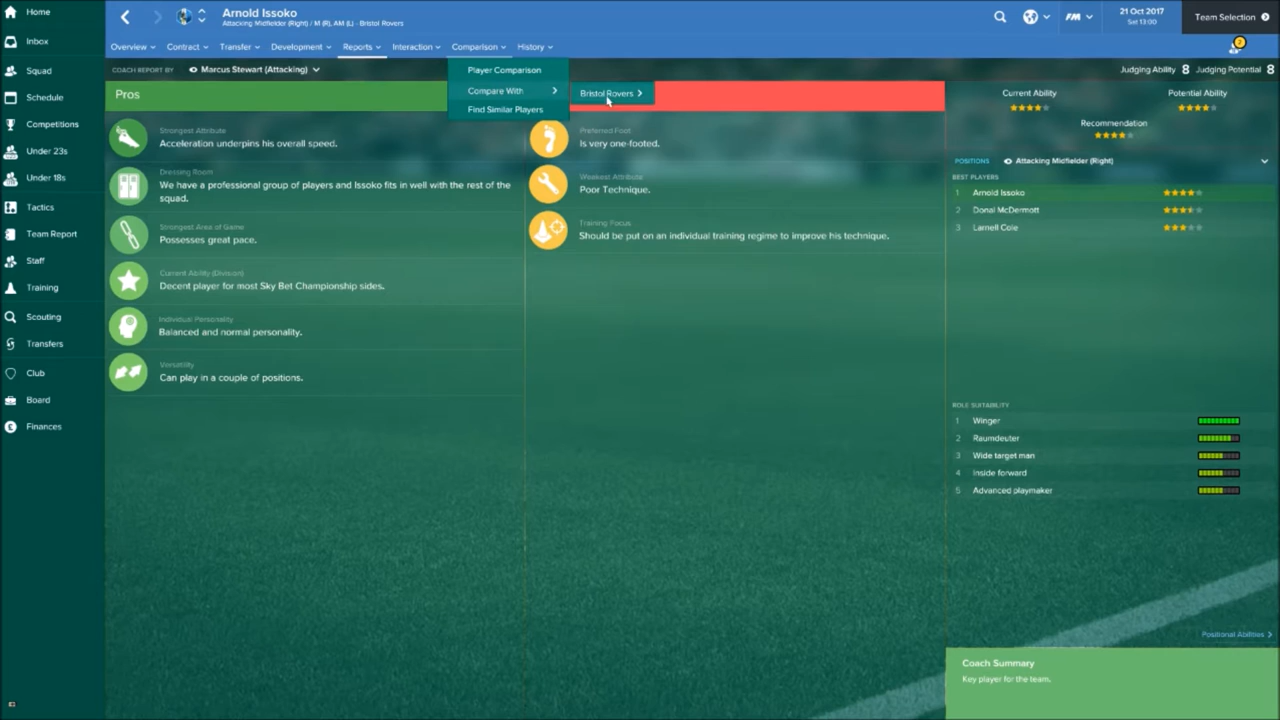 Home
Arnold Issoko
Attacking Midfielder (Right) / M (R), AM (L) - Bristol Rovers
21 Oct 2017
Sat 13:00
Team Selection
Inbox
Overview Contract Transfer Development Reports Interaction Comparison History
2
Squad
COACH REPORT BY Marcus Stewart (Attacking)
Player Comparison
Judging Ability 8 Judging Potential 8
Schedule
Pros
Compare With
Bristol Rovers
Find Similar Players
Current Ability
Potential Ability
Recommendation
Competitions
Under 23s
Under 18s
Tactics
Team Report
Staff
Training
Scouting
Transfers
Club
Board
Finances
Strongest Attribute
Acceleration underpins his overall speed.
Dressing Room
We have a professional group of players and Issoko fits in well with the rest of the
squad.
Strongest Area of Game
Possesses great pace.
Current Ability (Division)
Decent player for most Sky Bet Championship sides.
Individual Personality
Balanced and normal personality.
Versatility
Can play in a couple of positions.
Preferred Foot
Is very one-footed.
Weakest Attribute
Poor Technique.
Training Focus
Should be put on an individual training regime to improve his technique.
POSITIONS Attacking Midfielder (Right)
BEST PLAYERS
1 Arnold Issoko
2 Donal McDermott
3 Larnell Cole
ROLE SUITABILITY
1 Winger
2 Raumdeuter
3 Wide target man
4 Inside forward
5 Advanced playmaker
Positional Abilities
Coach Summary
Key player for the team.